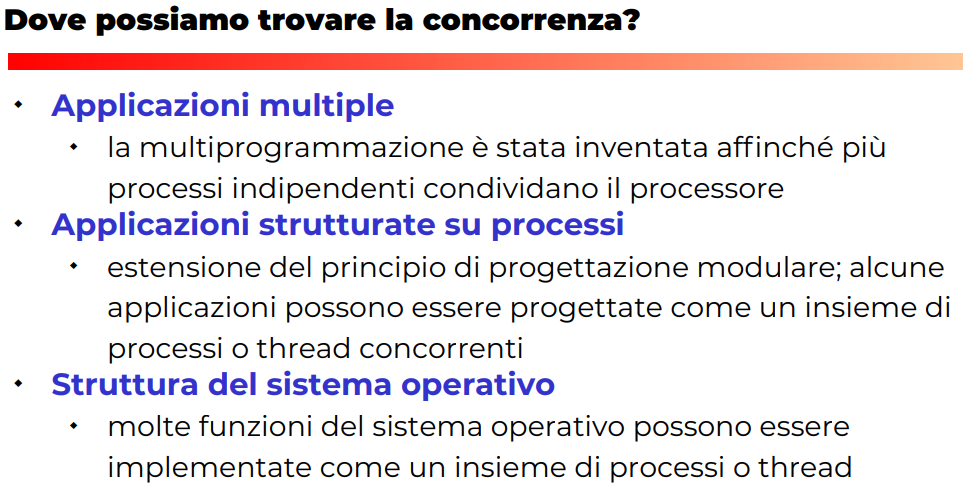 Dove possiamo trovare la concorrenza?
Applicazioni multiple
la multiprogrammazione è stata inventata affinché più
processi indipendenti condividano il processore
Applicazioni strutturate su processi
estensione del principio di progettazione modulare; alcune
applicazioni possono essere progettate come un insieme di
processi o thread concorrenti
Struttura del sistema operativo
molte funzioni del sistema operativo possono essere
implementate come un insieme di processi o thread